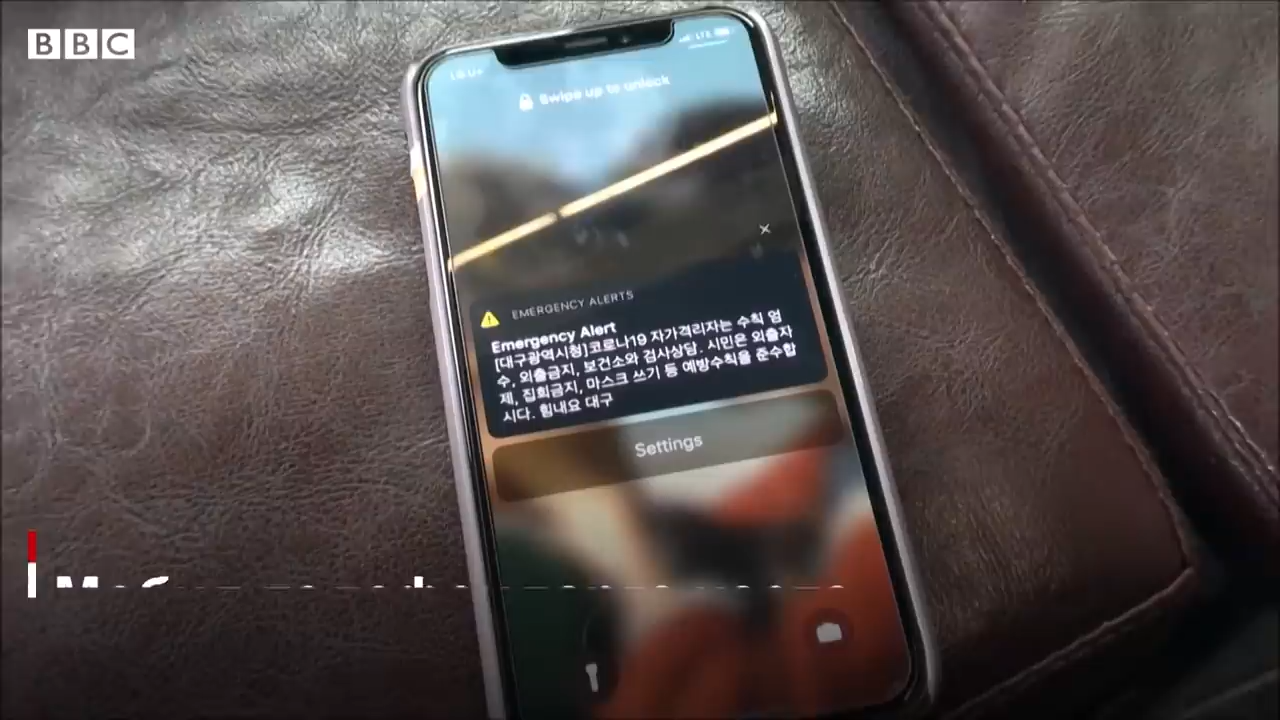 BBC
LG U+
LTE
Swipe up to unlock
EMERGENCY ALERTS
Emergency Alert
[대구광역시청]코로나19 자가격리자는 수칙 엄
수, 외출금지, 보건소와 검사상담. 시민은 외출자
제, 집회금지, 마스크 쓰기 등 예방수칙을 준수합
시다. 힘내요 대구
Settings